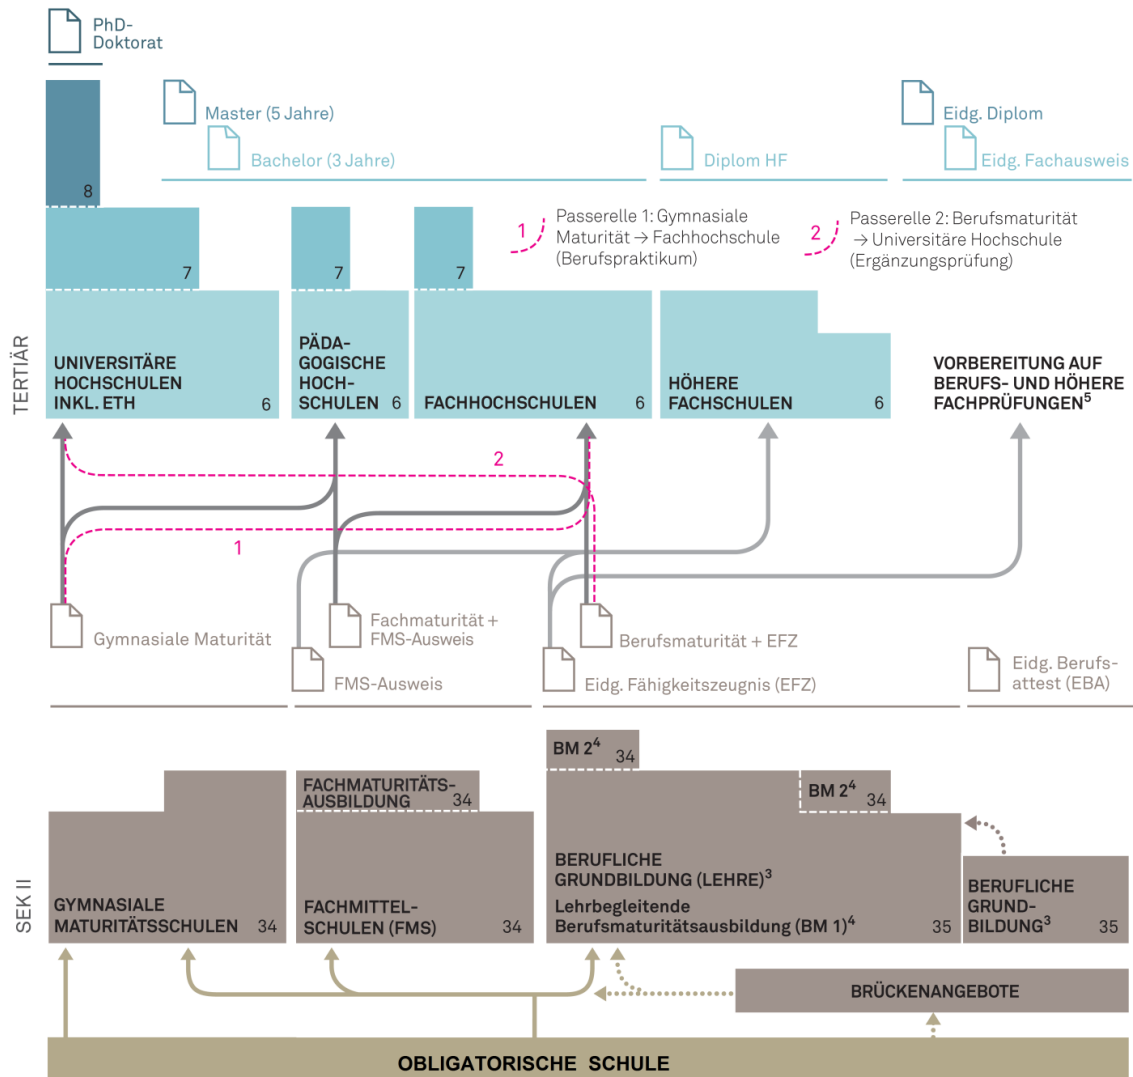 PhD-
Doktorat
Master (5 Jahre)
Bachelor (3 Jahre)
Diplom HF
Eidg. Diplom
Eidg. Fachausweis
8
7
7
7
1
Passerelle 1: Gymnasiale
Maturität → Fachhochschule
(Berufspraktikum)
2
Passerelle 2: Berufsmaturität
→ Universitäre Hochschule
(Ergänzungsprüfung)
TERTIÄR
UNIVERSITÄRE
HOCHSCHULEN
INKL. ETH
6
PÄDA-
GOGISCHE
HOCH-
SCHULEN
6
FACHHOCHSCHULEN
6
HÖHERE
FACHSCHULEN
6
VORBEREITUNG AUF
BERUFS- UND HÖHERE
FACHPRÜFUNGEN⁵
2
1
Gymnasiale Maturität
Fachmaturität +
FMS-Ausweis
Berufsmaturität + EFZ
FMS-Ausweis
Eidg. Fähigkeitszeugnis (EFZ)
Eidg. Berufs-
attest (EBA)
SEK II
GYMNASIALE
MATURITÄTSSCHULEN
34
FACHMATURITÄTS-
AUSBILDUNG
34
FACHMITTEL-
SCHULEN (FMS)
34
BM 2⁴
34
BM 2⁴
34
BERUFLICHE
GRUNDBILDUNG (LEHRE)³
Lehrbegleitende
Berufsmaturitätsausbildung (BM 1)⁴
35
BERUFLICHE
GRUND-
BILDUNG³
35
BRÜCKENANGEBOTE
OBLIGATORISCHE SCHULE